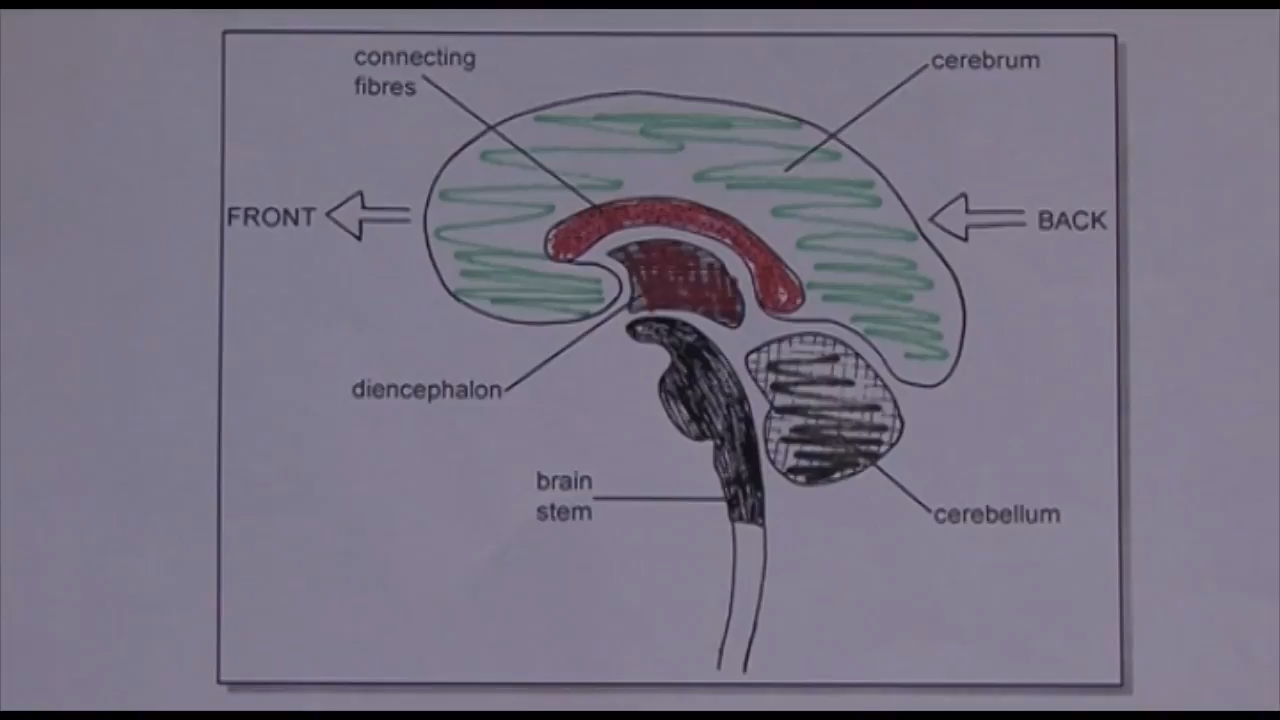 connecting
fibres
cerebrum
FRONT
BACK
diencephalon
brain
stem
cerebellum